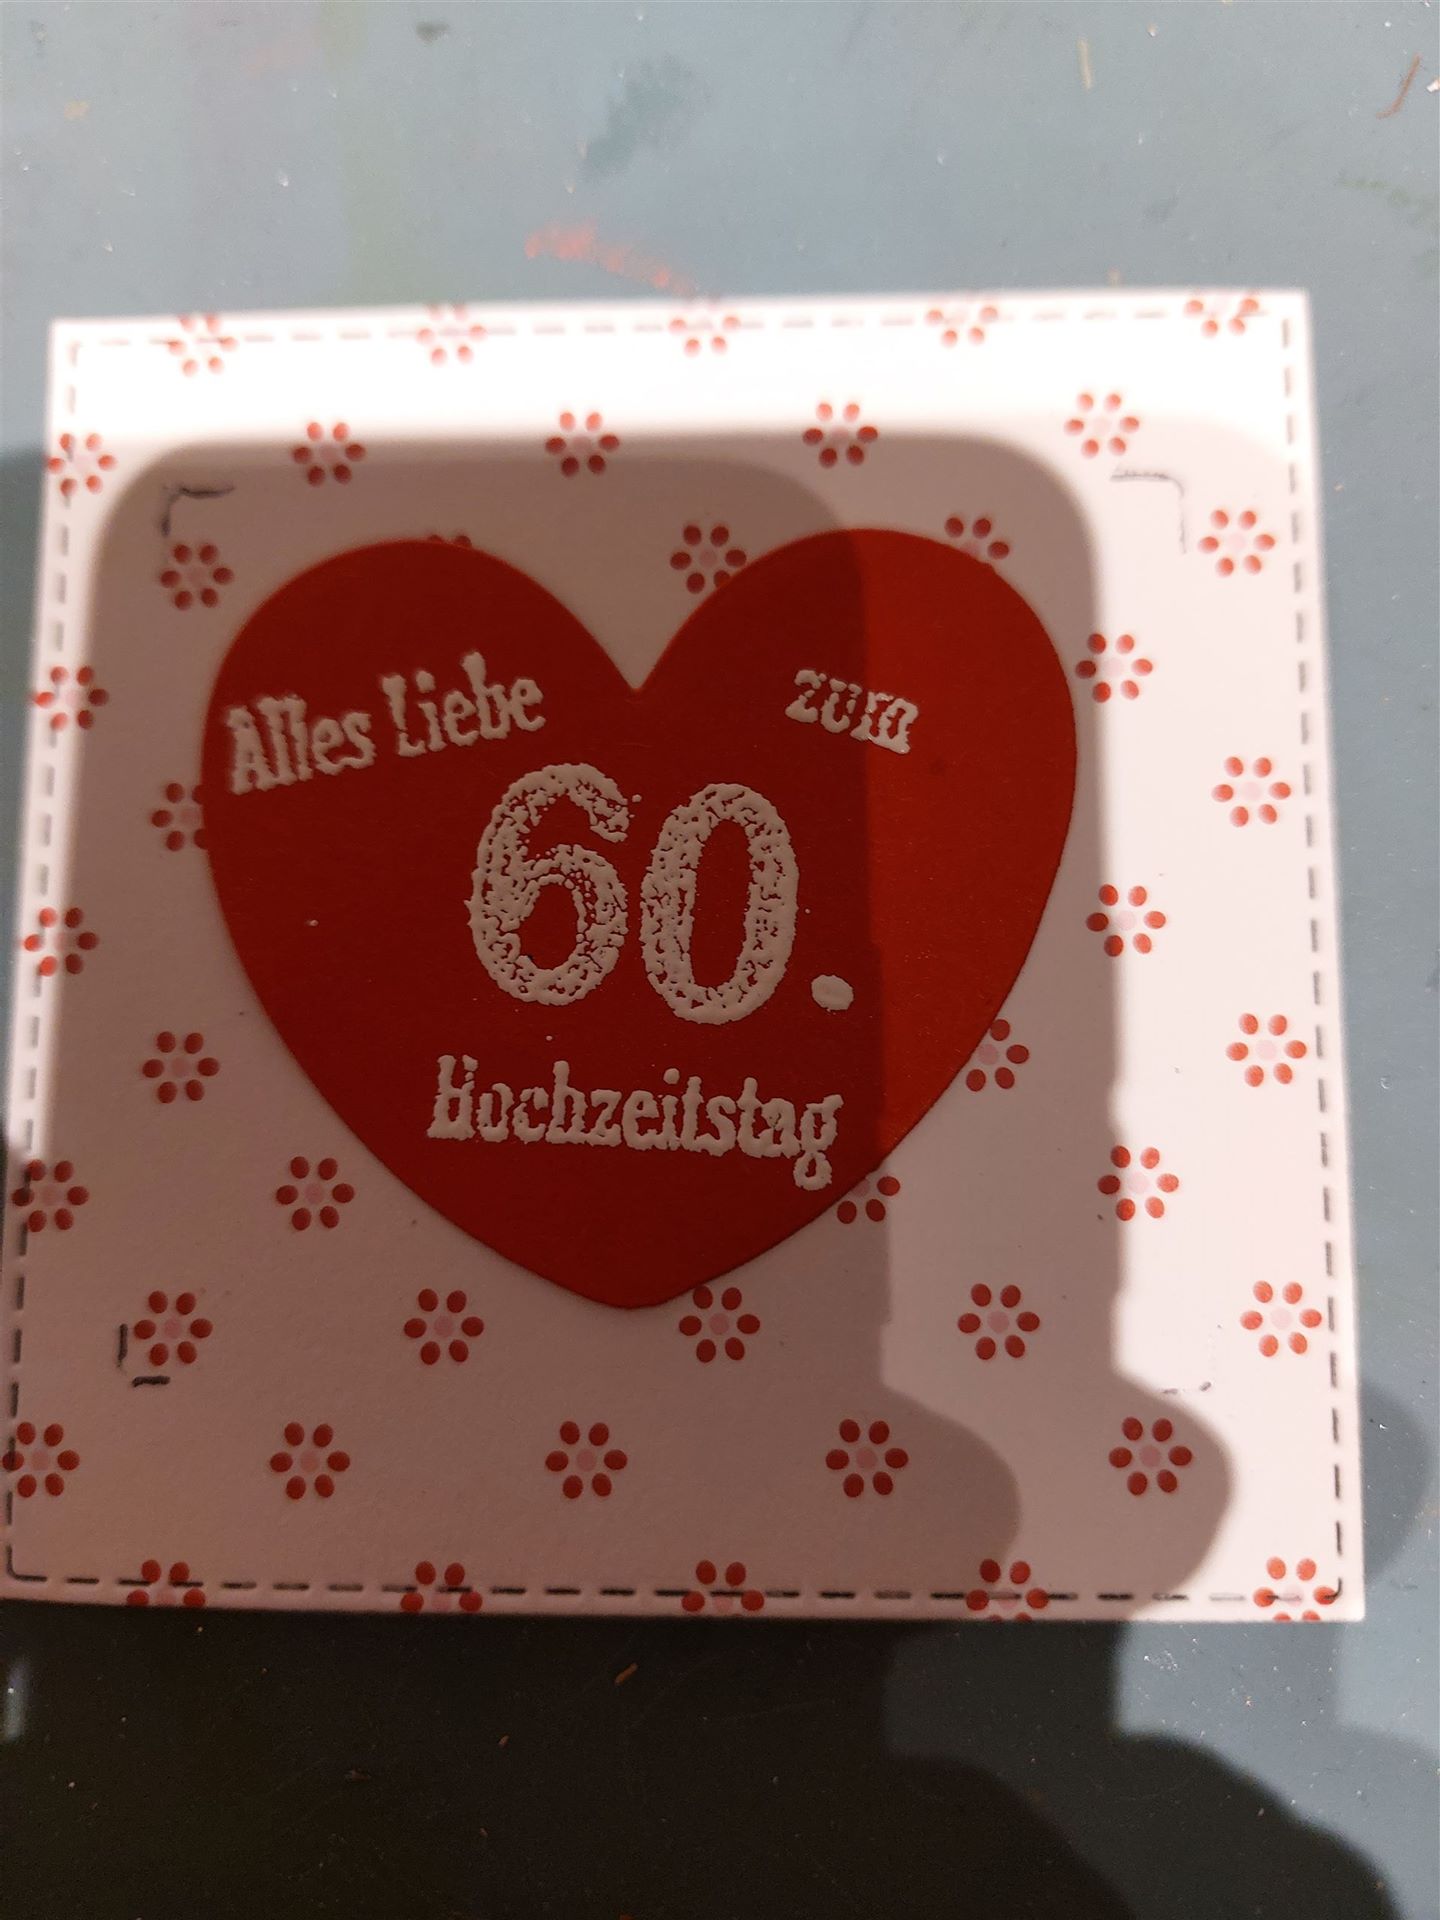 Alles Liebe zum
60.
Hochzeitstag